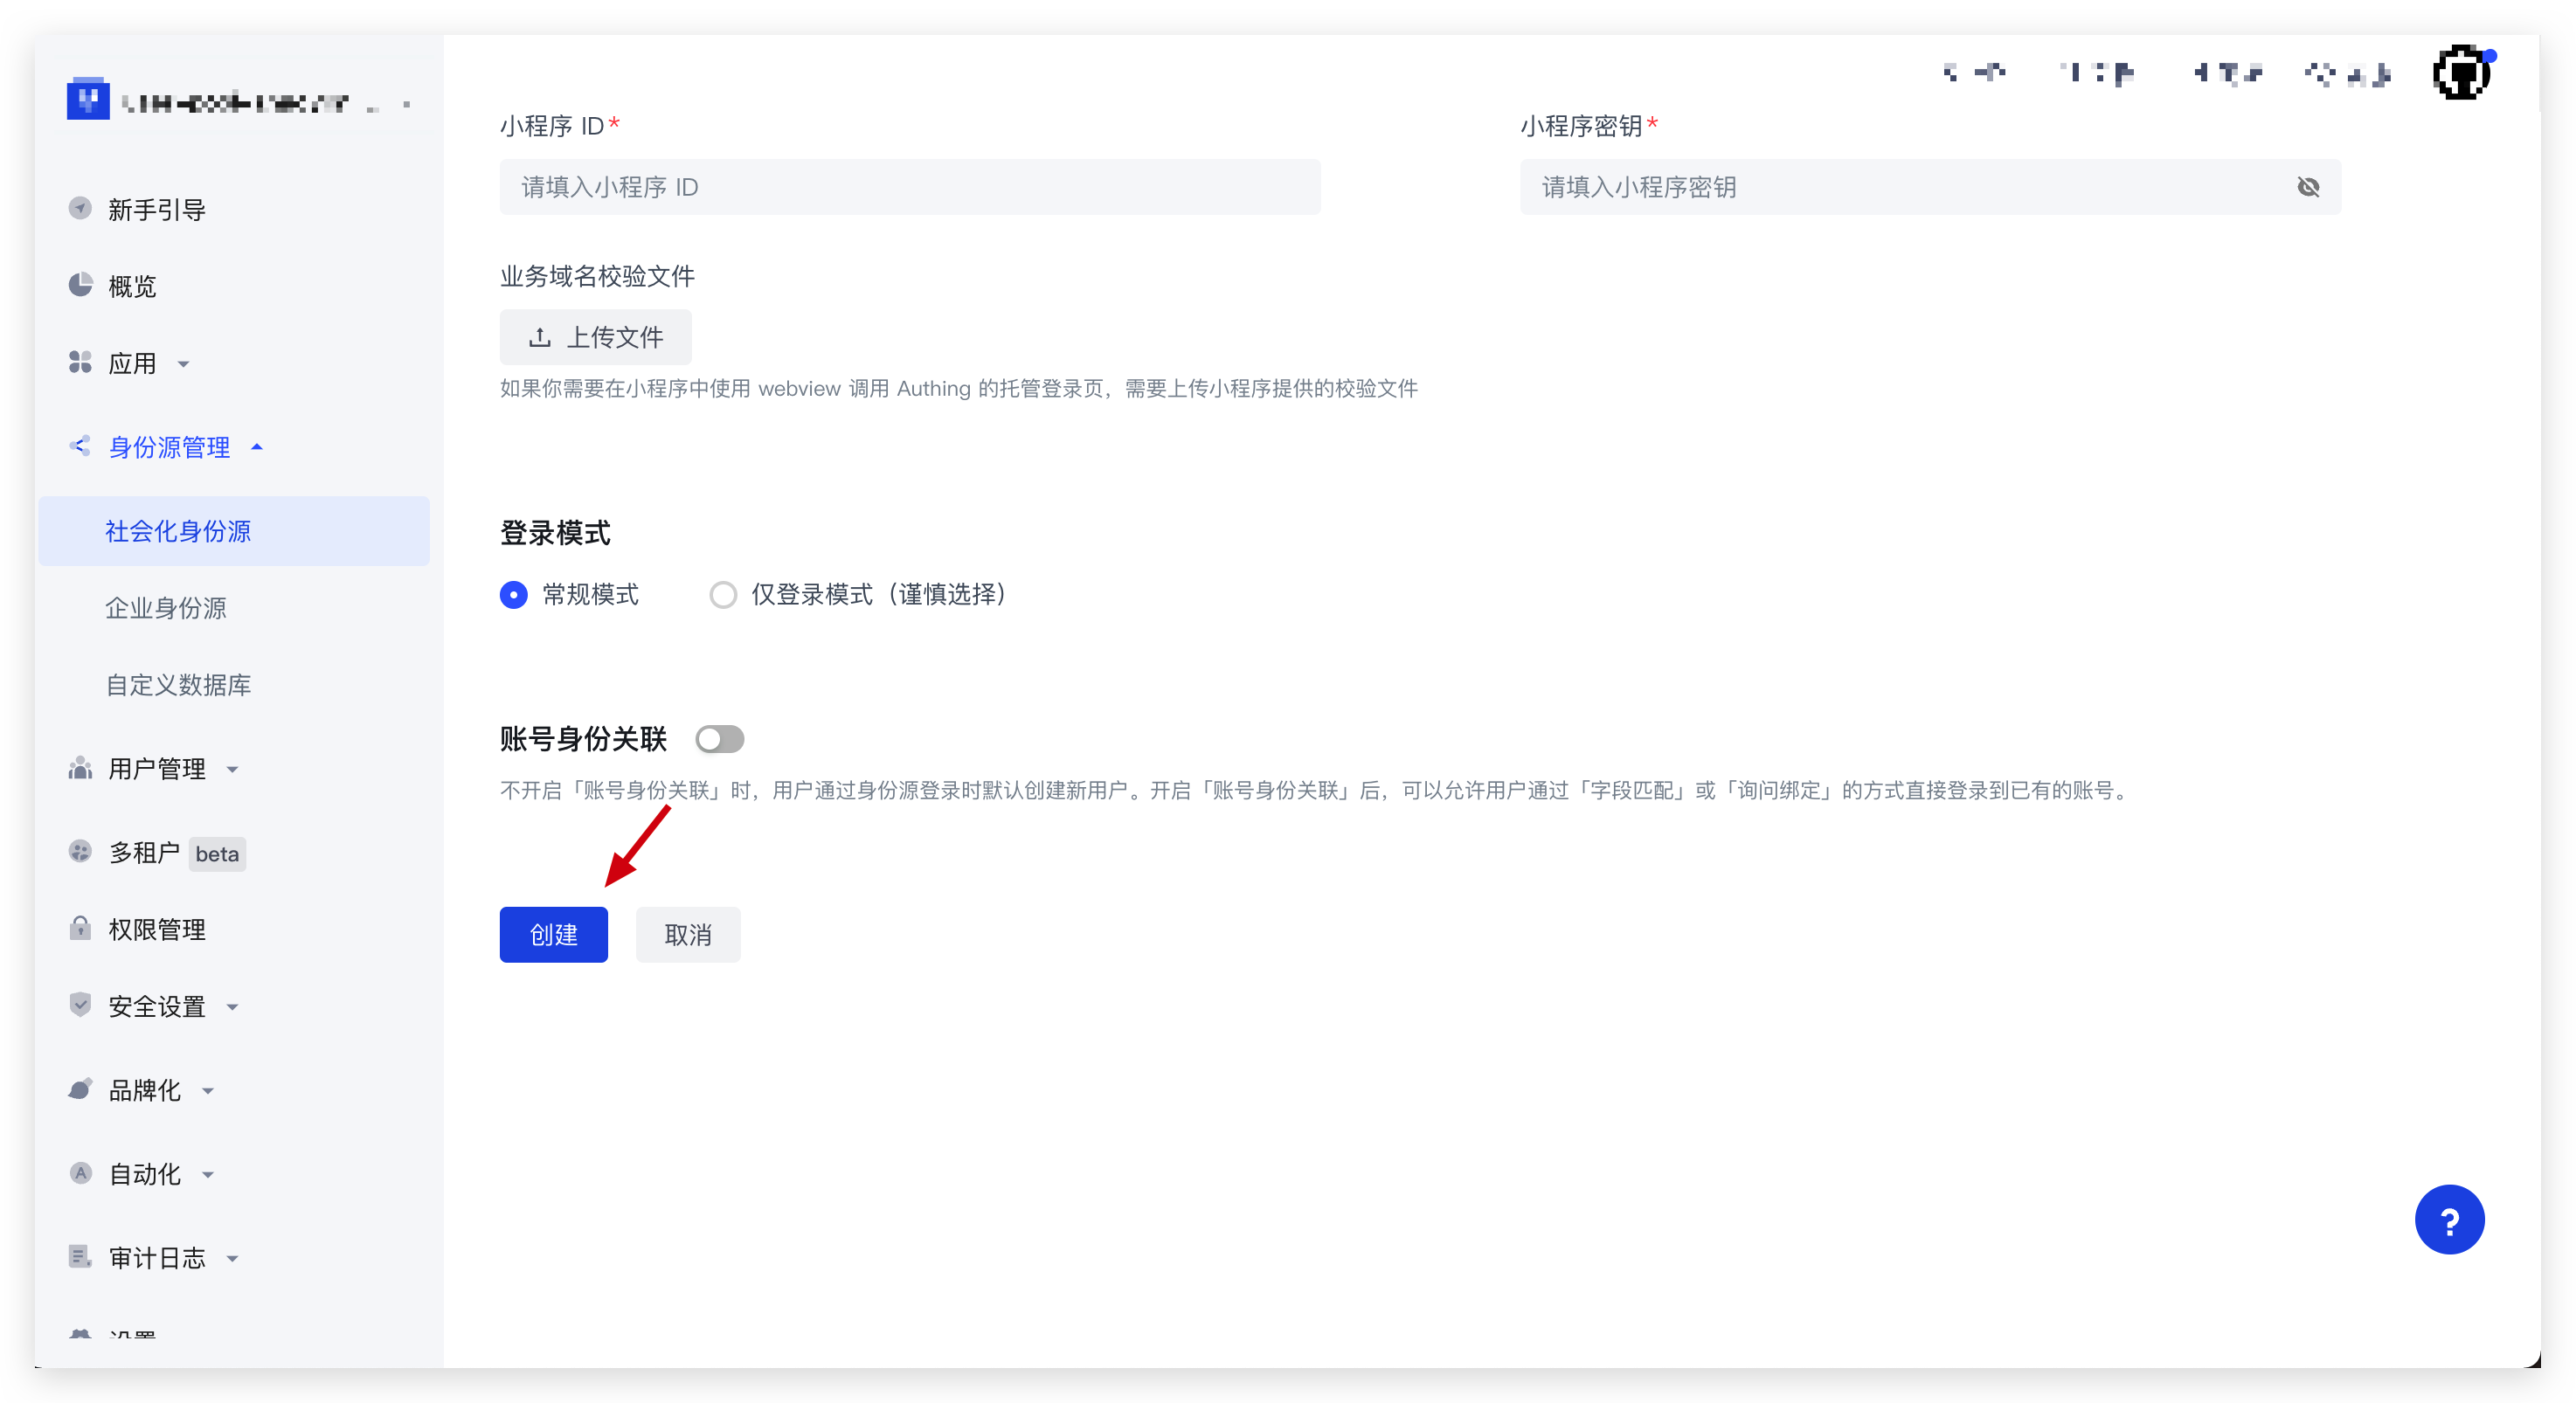 新手引导
概览
应用
身份源管理
社会化身份源
企业身份源
自定义数据库
用户管理
多租户 beta
权限管理
安全设置
品牌化
自动化
审计日志
设置
小程序 ID*
请填入小程序 ID
小程序密钥*
请填入小程序密钥
业务域名校验文件
上传文件
如果你需要在小程序中使用 webview 调用 Authing 的托管登录页，需要上传小程序提供的校验文件
登录模式
常规模式
仅登录模式（谨慎选择）
账号身份关联
不开启「账号身份关联」时，用户通过身份源登录时默认创建新用户。开启「账号身份关联」后，可以允许用户通过「字段匹配」或「询问绑定」的方式直接登录到已有的账号。
创建
取消
?